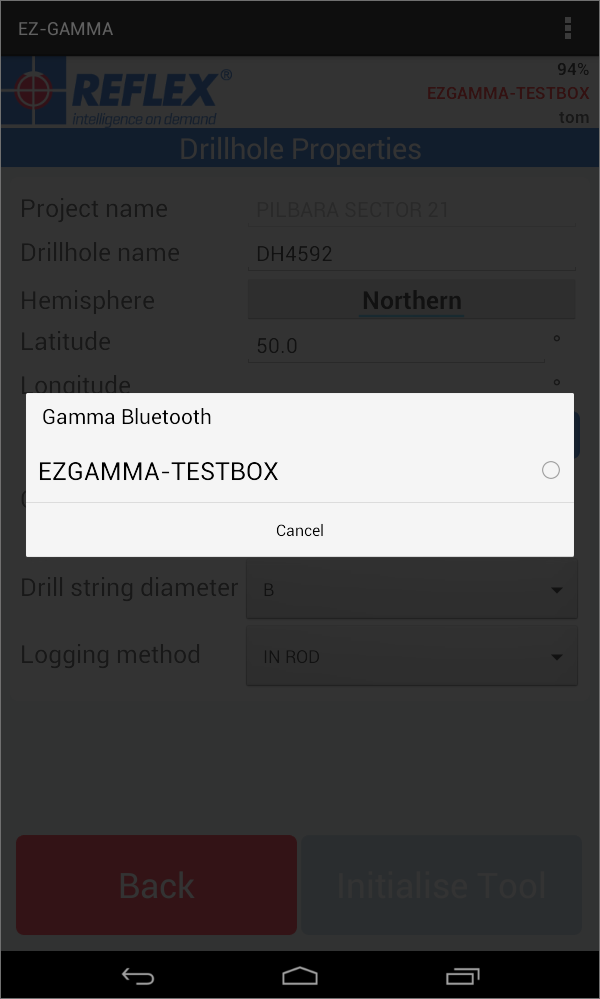 EZ-GAMMA
REFLEX®
intelligence on demand
94%
EZGAMMA-TESTBOX
tom
Drillhole Properties
Project name PILBARA SECTOR 21
Drillhole name DH4592
Hemisphere Northern
Latitude 50.0 °
Longitude °
Gamma Bluetooth
EZGAMMA-TESTBOX
Cancel
Drill string diameter B
Logging method IN ROD
Back Initialise Tool